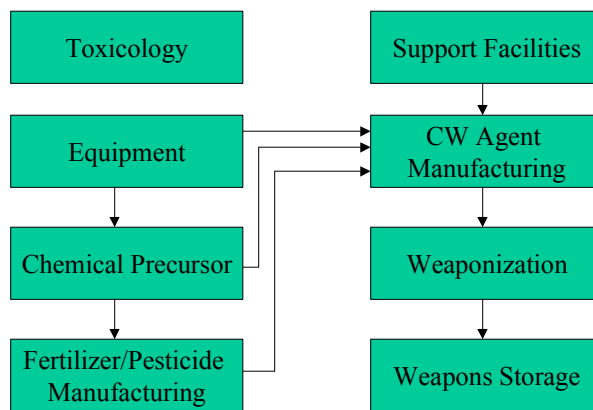 Toxicology
Support Facilities
Equipment
CW Agent
Manufacturing
Chemical Precursor
Weaponization
Fertilizer/Pesticide
Manufacturing
Weapons Storage